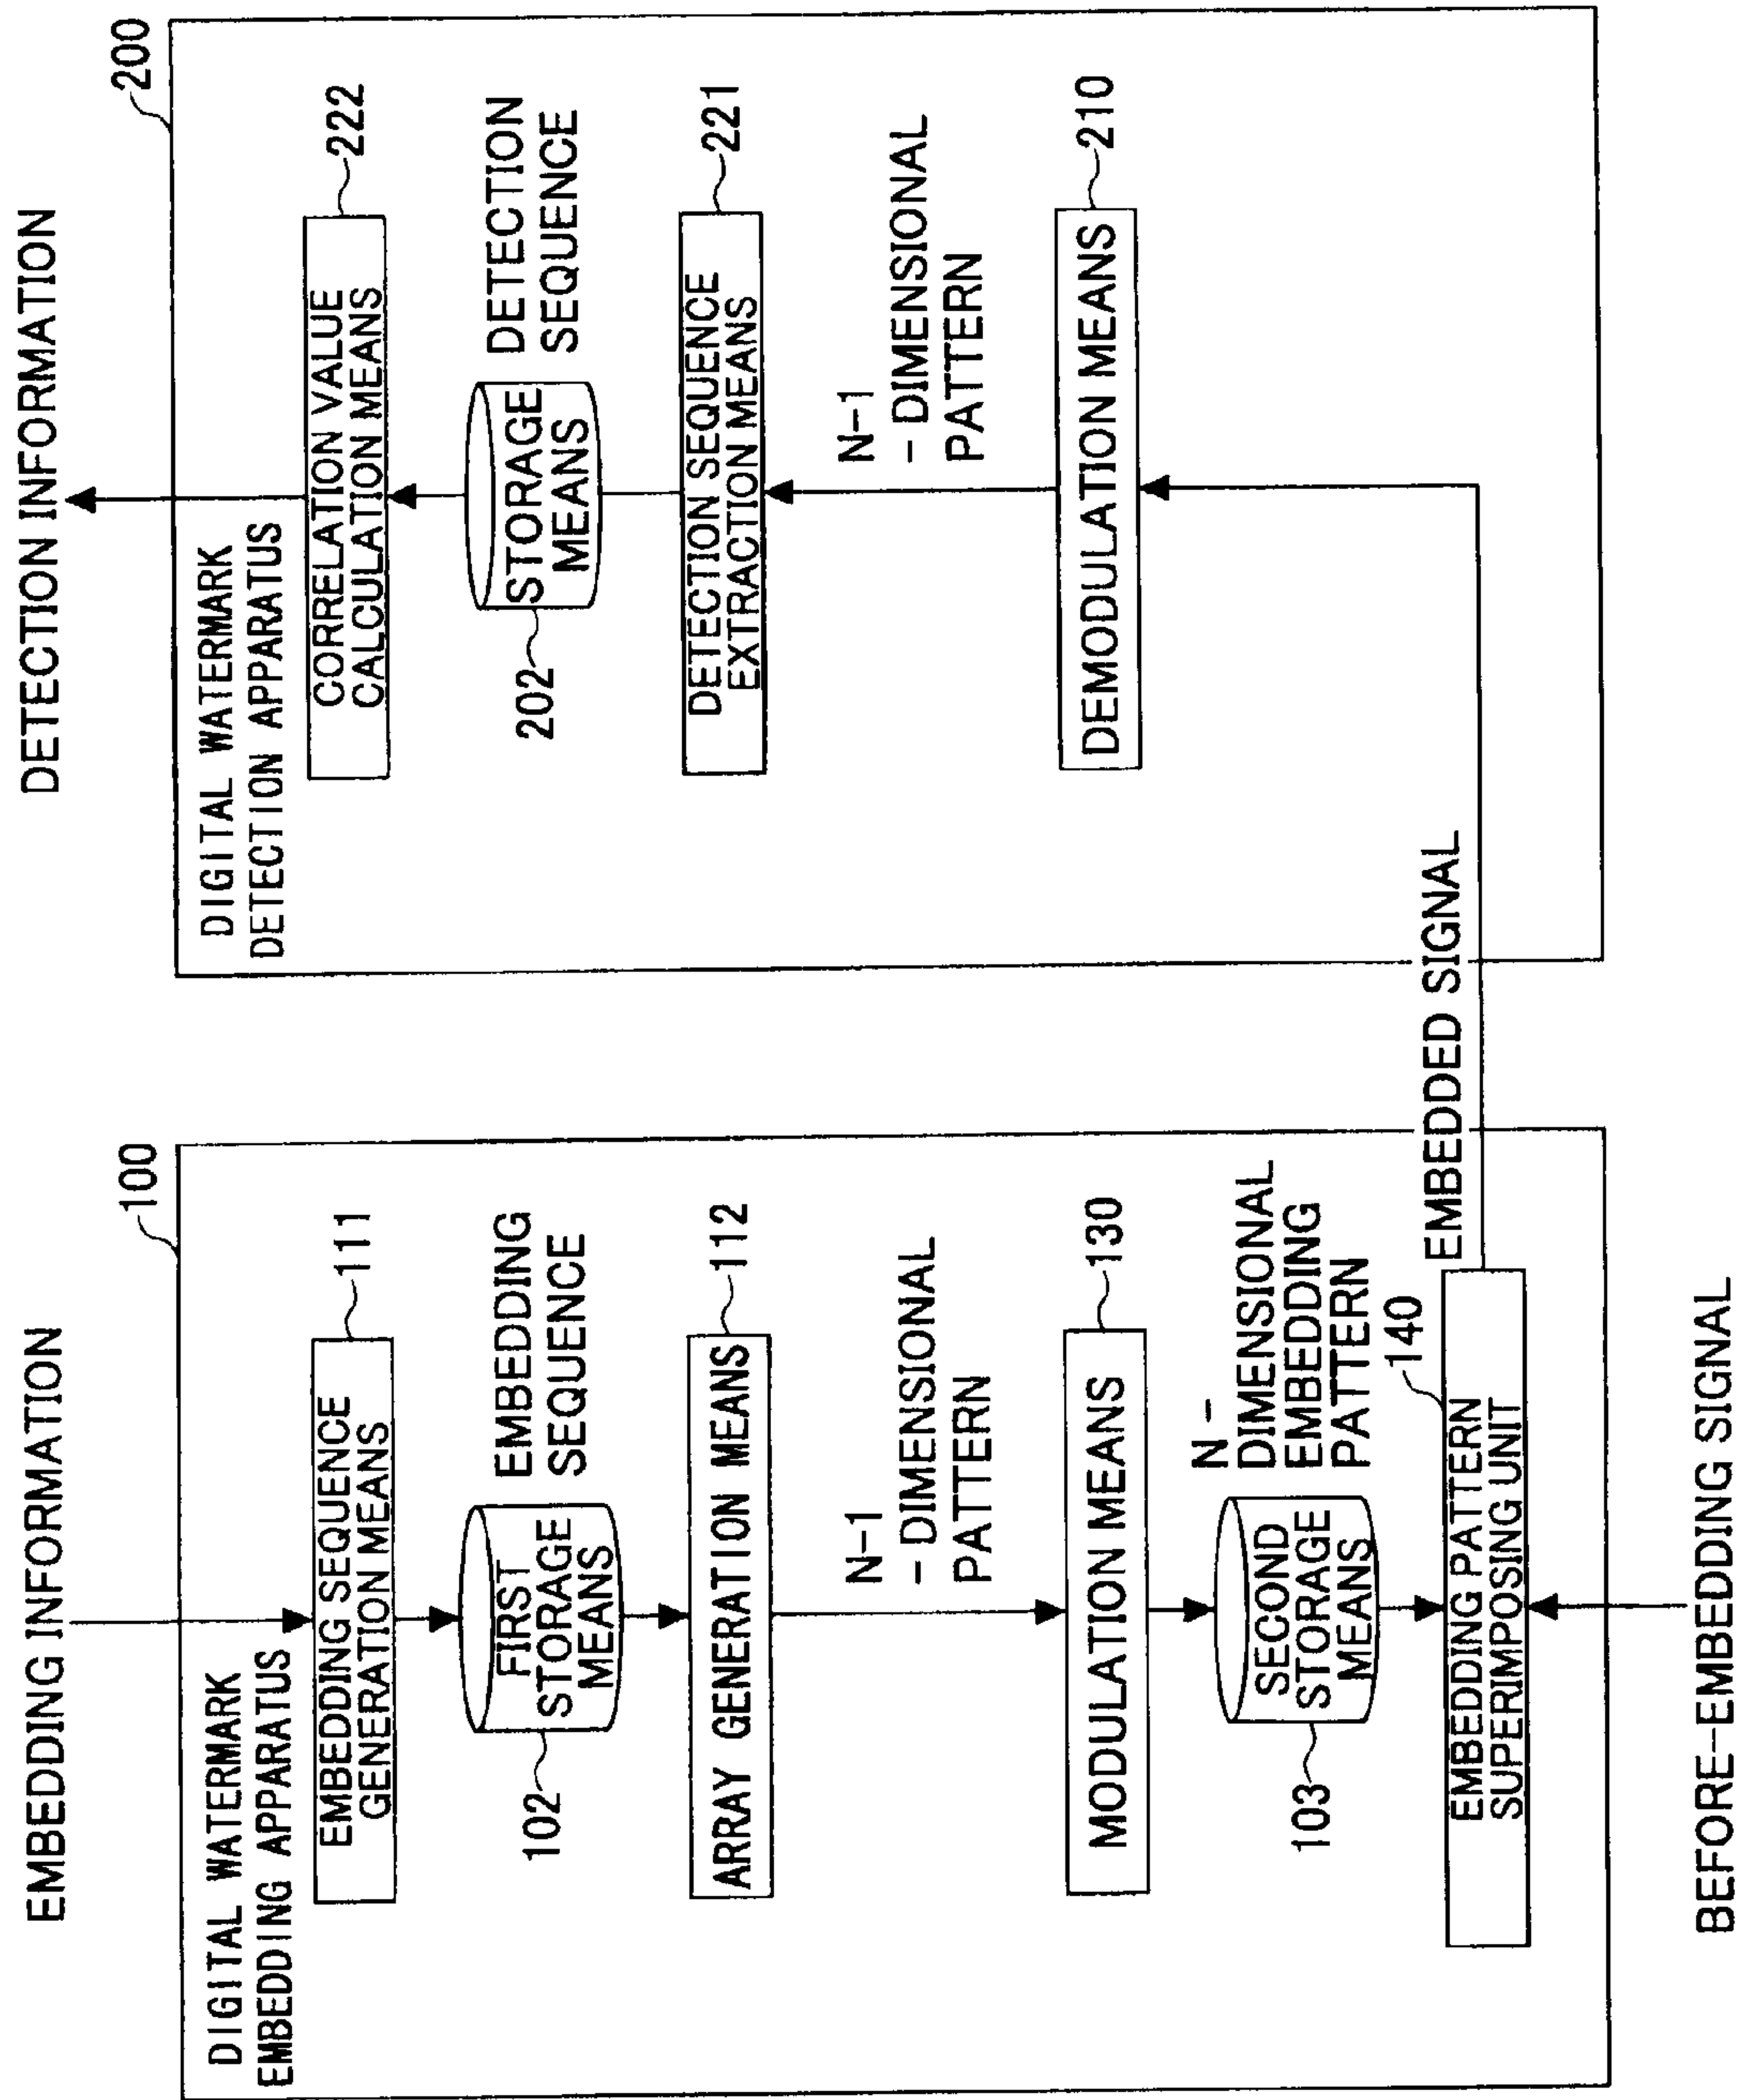 EMBEDDING INFORMATION
100
DIGITAL WATERMARK
EMBEDDING APPARATUS
111
EMBEDDING SEQUENCE
GENERATION MEANS
EMBEDDING
SEQUENCE
FIRST
STORAGE
MEANS
102
112
ARRAY GENERATION MEANS
N-1
-DIMENSIONAL
PATTERN
130
MODULATION MEANS
N-
DIMENSIONAL
EMBEDDING
PATTERN
SECOND
STORAGE
MEANS
103
140
EMBEDDING PATTERN
SUPERIMPOSING UNIT
BEFORE-EMBEDDING SIGNAL
EMBEDDED SIGNAL
DETECTION INFORMATION
200
DIGITAL WATERMARK
DETECTION APPARATUS
222
CORRELATION VALUE
CALCULATION MEANS
DETECTION
SEQUENCE
STORAGE
MEANS
202
221
DETECTION SEQUENCE
EXTRACTION MEANS
N-1
-DIMENSIONAL
PATTERN
210
DEMODULATION MEANS